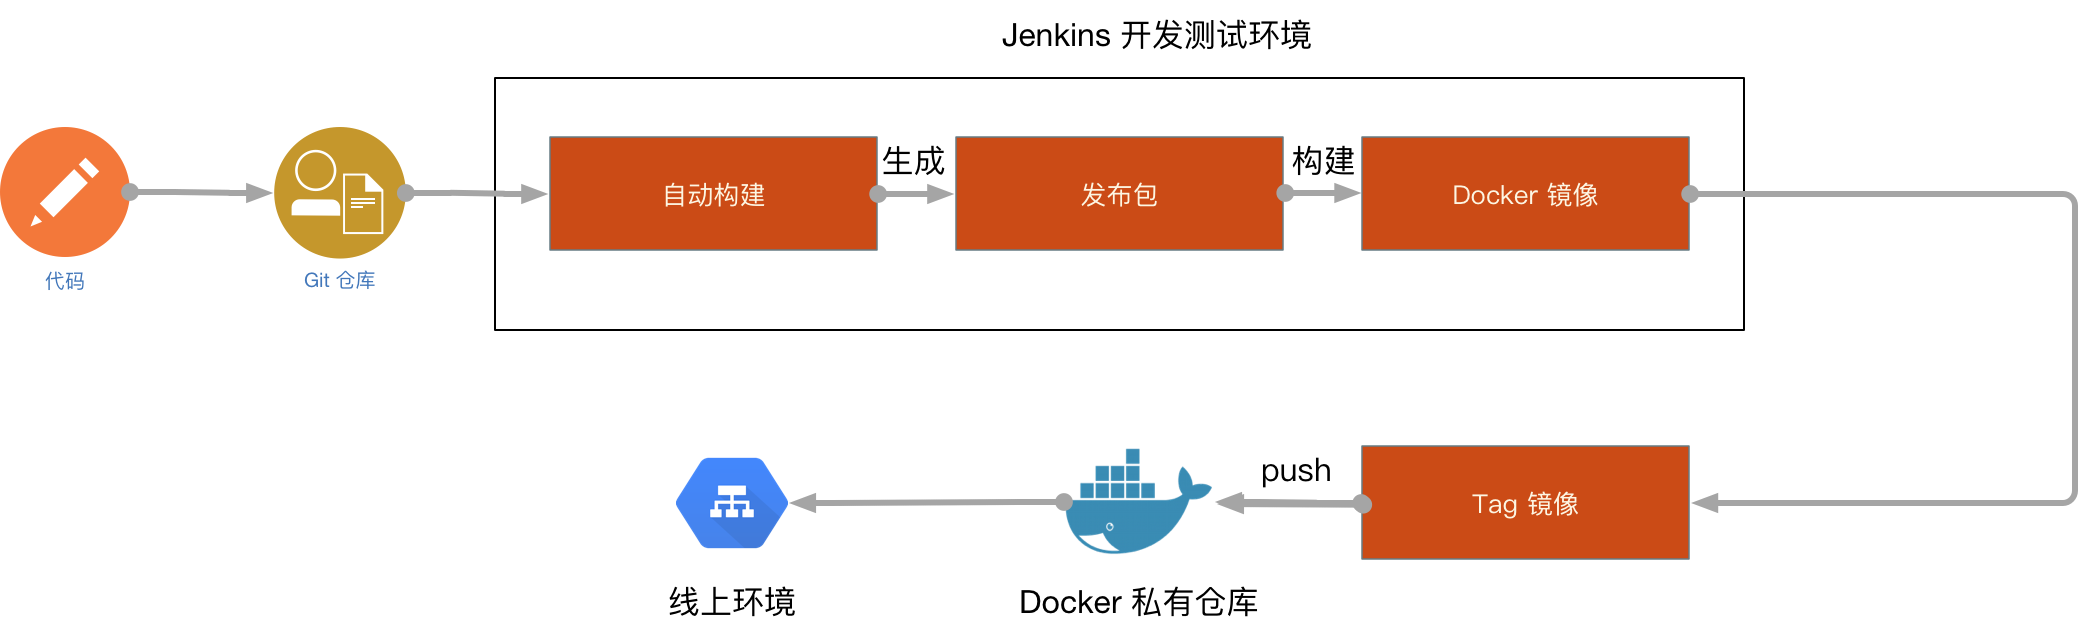 Jenkins 开发测试环境
代码
Git 仓库
自动构建
生成
发布包
构建
Docker 镜像
Tag 镜像
push
Docker 私有仓库
线上环境